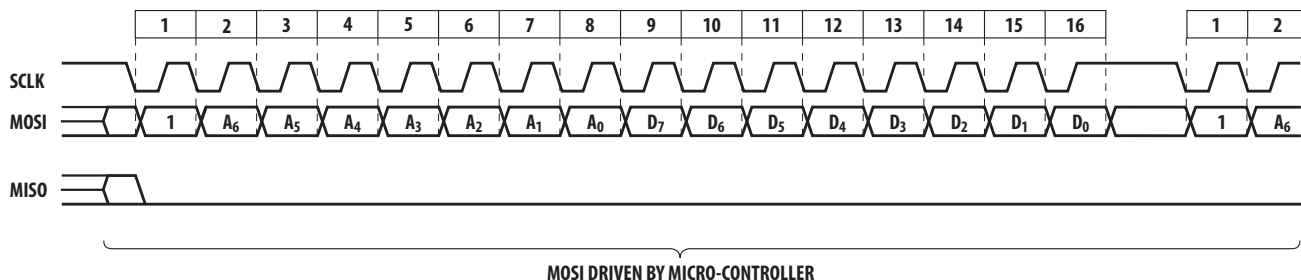 1 2 3 4 5 6 7 8 9 10 11 12 13 14 15 16 1 2
SCLK
MOSI 1 A6 A5 A4 A3 A2 A1 A0 D7 D6 D5 D4 D3 D2 D1 D0 1 A6
MISO
MOSI DRIVEN BY MICRO-CONTROLLER